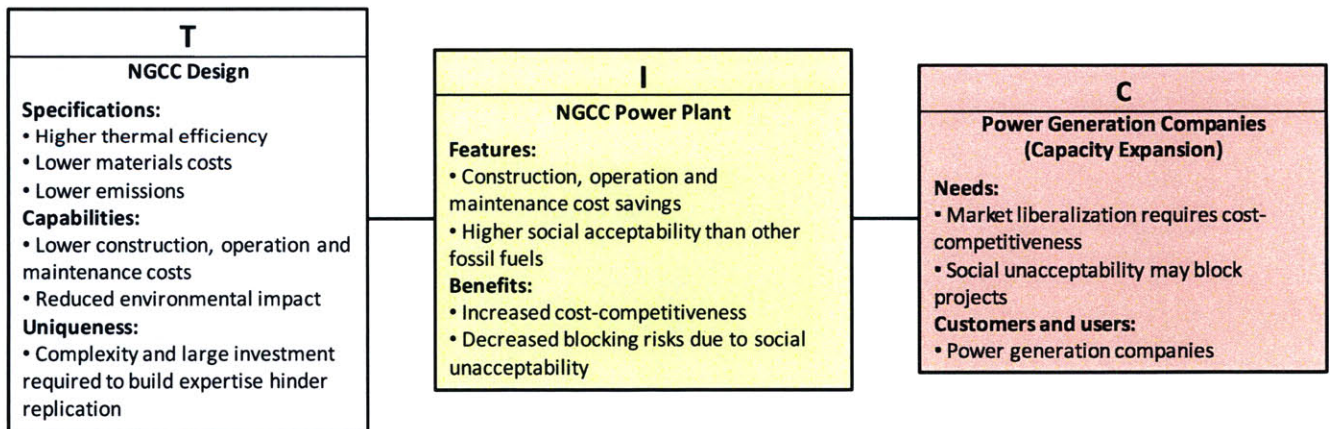 T
NGCC Design
Specifications:
• Higher thermal efficiency
• Lower materials costs
• Lower emissions
Capabilities:
• Lower construction, operation and
maintenance costs
• Reduced environmental impact
Uniqueness:
• Complexity and large investment
required to build expertise hinder
replication
I
NGCC Power Plant
Features:
• Construction, operation and
maintenance cost savings
• Higher social acceptability than other
fossil fuels
Benefits:
• Increased cost-competitiveness
• Decreased blocking risks due to social
unacceptability
C
Power Generation Companies
(Capacity Expansion)
Needs:
• Market liberalization requires cost-
competitiveness
• Social unacceptability may block
projects
Customers and users:
• Power generation companies